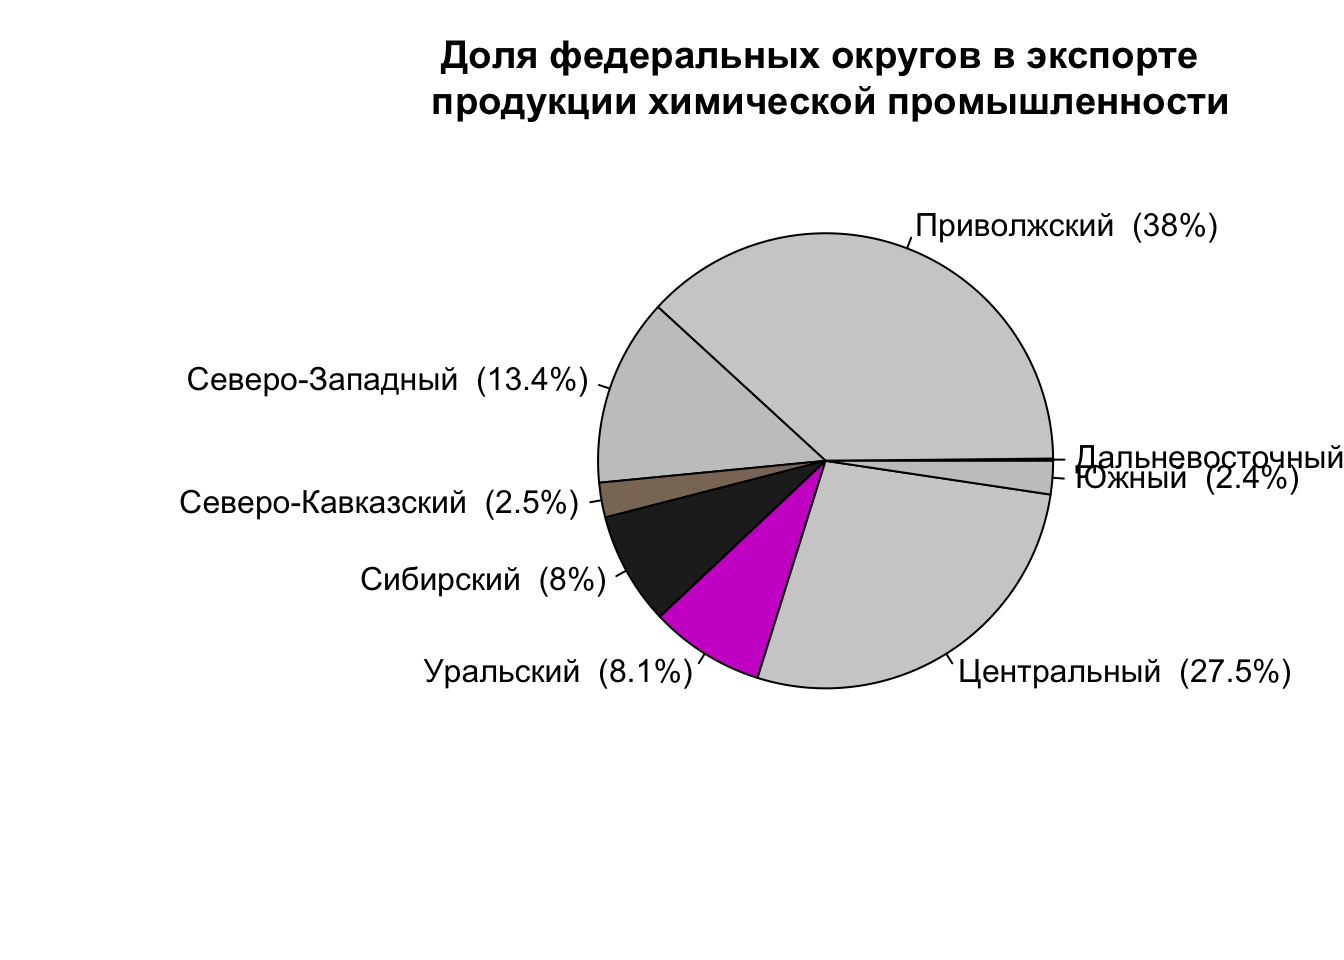 Доля федеральных округов в экспорте
продукции химической промышленности
Приволжский (38%)
Северо-Западный (13.4%)
Дальневосточный
Южный (2.4%)
Северо-Кавказский (2.5%)
Сибирский (8%)
Уральский (8.1%)
Центральный (27.5%)